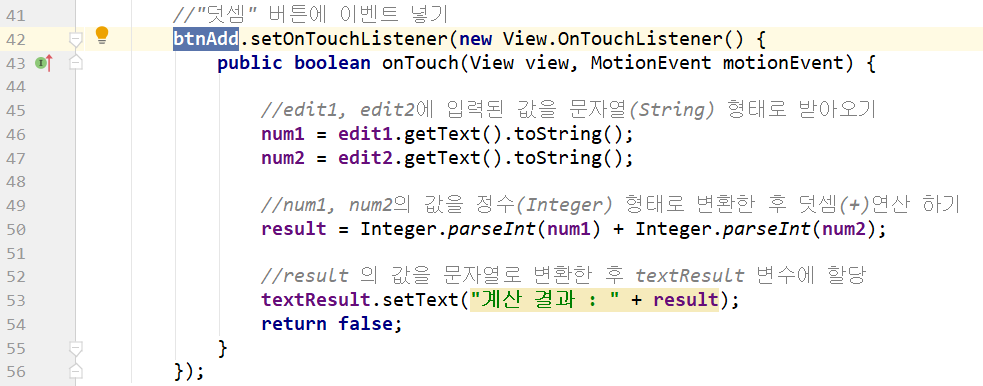 41 //"덧셈" 버튼에 이벤트 넣기
42 btnAdd.setOnTouchListener(new View.OnTouchListener() {
43 public boolean onTouch(View view, MotionEvent motionEvent) {
44
45 //edit1, edit2에 입력된 값을 문자열(String) 형태로 받아오기
46 num1 = edit1.getText().toString();
47 num2 = edit2.getText().toString();
48
49 //num1, num2의 값을 정수(Integer) 형태로 변환한 후 덧셈(+)연산 하기
50 result = Integer.parseInt(num1) + Integer.parseInt(num2);
51
52 //result 의 값을 문자열로 변환한 후 textResult 변수에 할당
53 textResult.setText("계산 결과 : " + result);
54 return false;
55 }
56 });